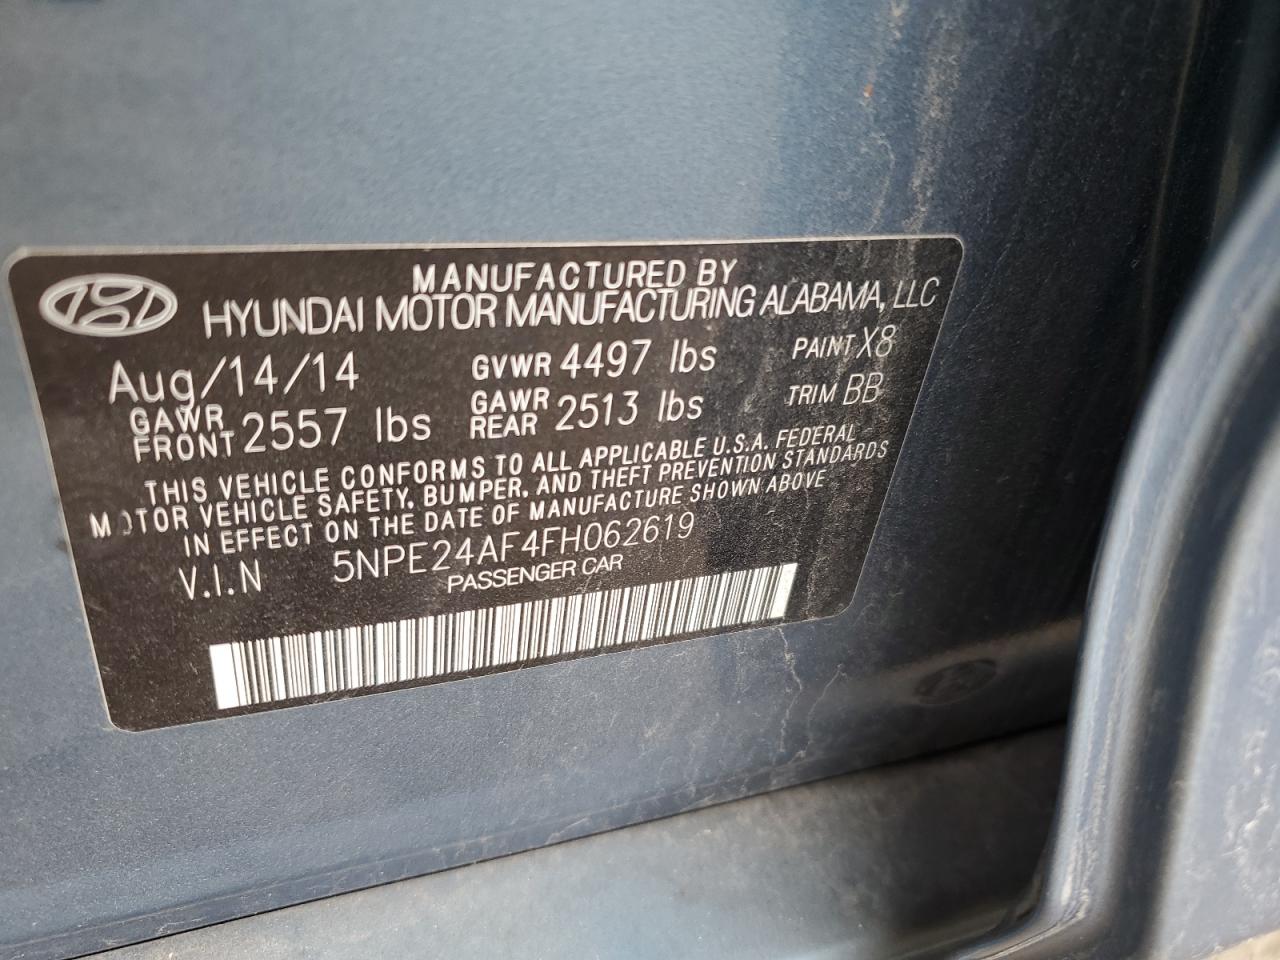 MANUFACTURED BY
HYUNDAI MOTOR MANUFACTURING ALABAMA, LLC
Aug/14/14 GVWR 4497 lbs PAINT X8
GAWR FRONT 2557 lbs GAWR REAR 2513 lbs TRIM BB
THIS VEHICLE CONFORMS TO ALL APPLICABLE U.S.A. FEDERAL
MOTOR VEHICLE SAFETY, BUMPER, AND THEFT PREVENTION STANDARDS
IN EFFECT ON THE DATE OF MANUFACTURE SHOWN ABOVE
V.I.N 5NPE24AF4FH062619
PASSENGER CAR